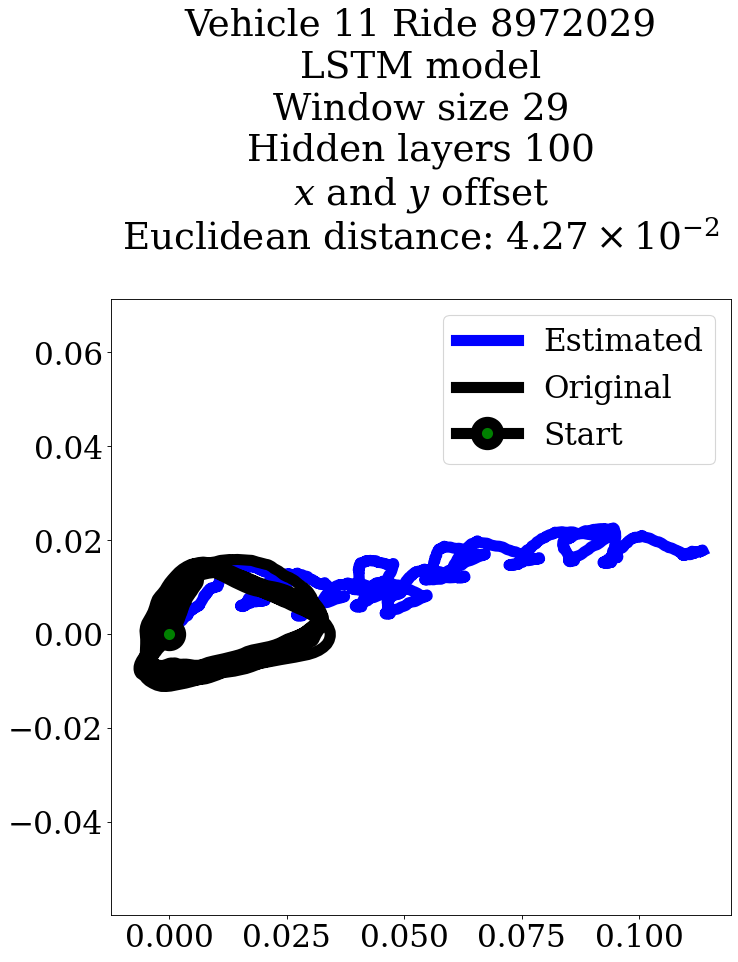 Vehicle 11 Ride 8972029
LSTM model
Window size 29
Hidden layers 100
x and y offset
Euclidean distance: 4.27 × 10⁻²
Estimated
Original
Start
0.06
0.04
0.02
0.00
−0.02
−0.04
0.000 0.025 0.050 0.075 0.100